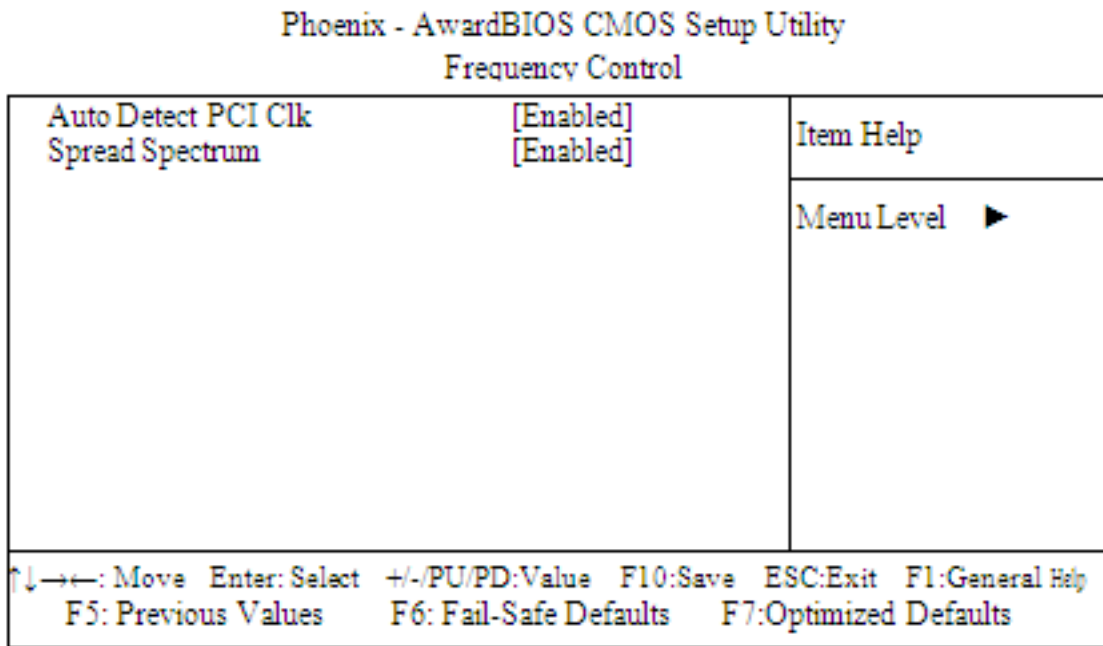 Phoenix - AwardBIOS CMOS Setup Utility
Frequency Control
Auto Detect PCI Clk [Enabled]
Spread Spectrum [Enabled]
Item Help
Menu Level ►
↑↓→←: Move Enter: Select +/-/PU/PD:Value F10:Save ESC:Exit F1:General Help
F5: Previous Values F6: Fail-Safe Defaults F7:Optimized Defaults